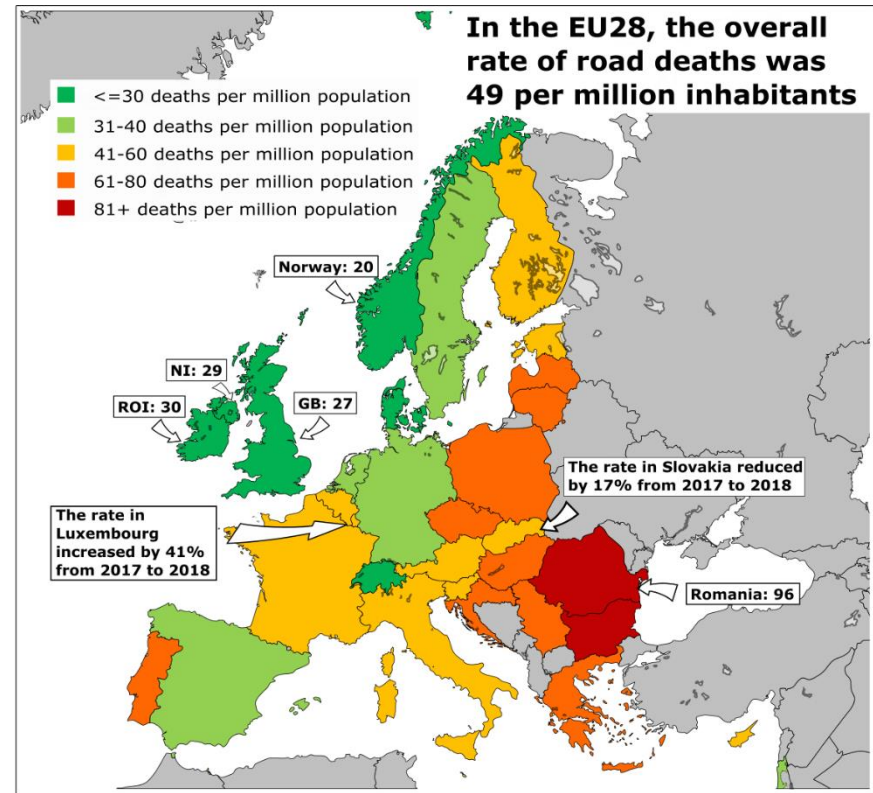 In the EU28, the overall
rate of road deaths was
49 per million inhabitants
<=30 deaths per million population
31-40 deaths per million population
41-60 deaths per million population
61-80 deaths per million population
81+ deaths per million population
Norway: 20
NI: 29
ROI: 30
GB: 27
The rate in Slovakia reduced
by 17% from 2017 to 2018
The rate in
Luxembourg
increased by 41%
from 2017 to 2018
Romania: 96